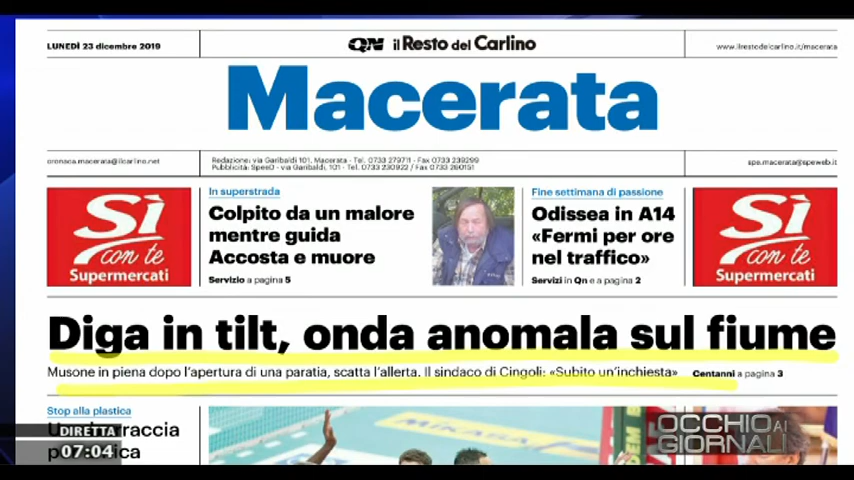 LUNEDÌ 23 dicembre 2019
QN il Resto del Carlino
www.ilrestodelcarlino.it/macerata
Macerata
cronaca.macerata@ilcarlino.net
Redazione: via Garibaldi 101, Macerata - Tel. 0733 279711 - Fax 0733 239299
Pubblicità: SpeeD - via Garibaldi, 101 - Tel. 0733 230922 / Fax 0733 260151
spe.macerata@speweb.it
SÌ
con te
Supermercati
In superstrada
Colpito da un malore
mentre guida
Accosta e muore
Servizio a pagina 5
Fine settimana di passione
Odissea in A14
«Fermi per ore
nel traffico»
Servizi in Qn e a pagina 2
SÌ
con te
Supermercati
Diga in tilt, onda anomala sul fiume
Musone in piena dopo l'apertura di una paratia, scatta l'allerta. Il sindaco di Cingoli: «Subito un'inchiesta»
Centanni a pagina 3
Stop alla plastica
MIKASA
DIRETTA
07:04
OCCHIO AI
GIORNALI